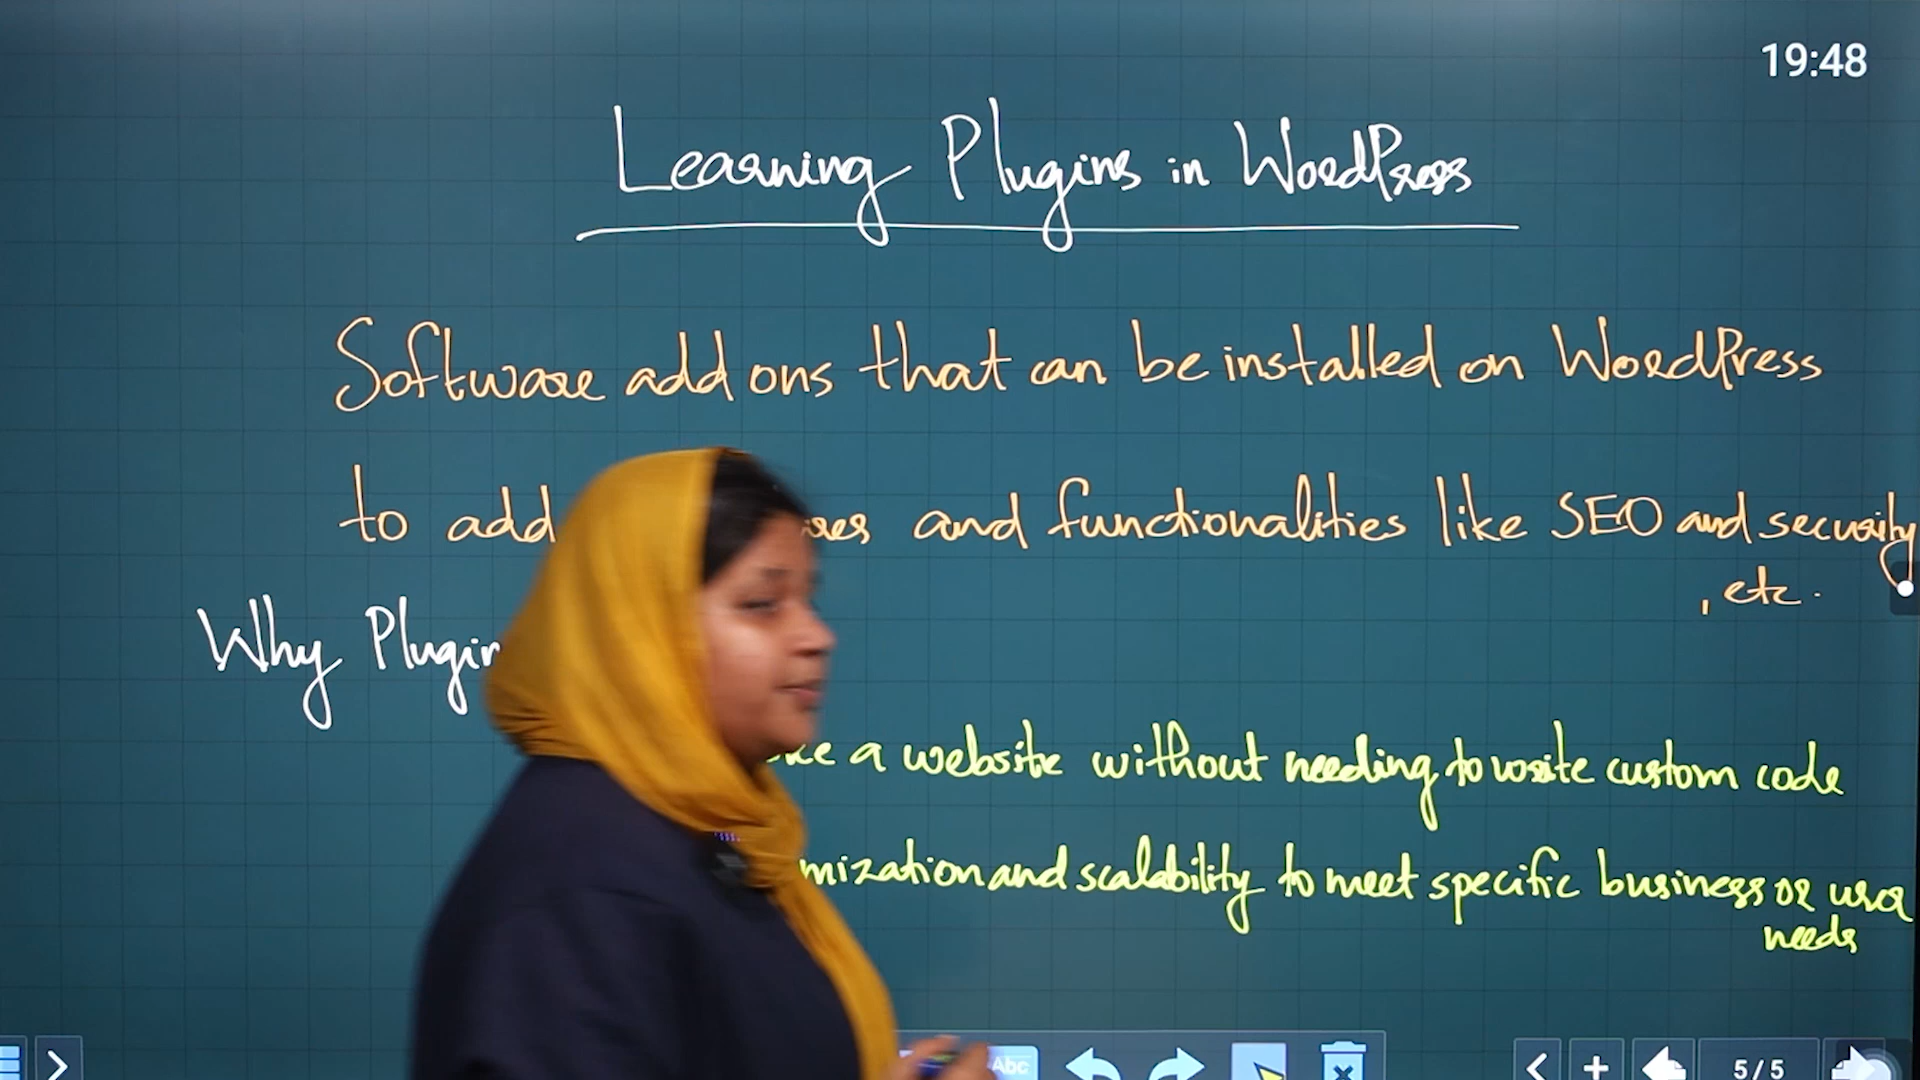 19:48
Learning Plugins in WordPress
Software add ons that can be installed on WordPress
to add and functionalities like SEO and security
, etc.
Why
a website without needing to write custom code
and scalability to meet specific business or user
needs
Abc
5/5